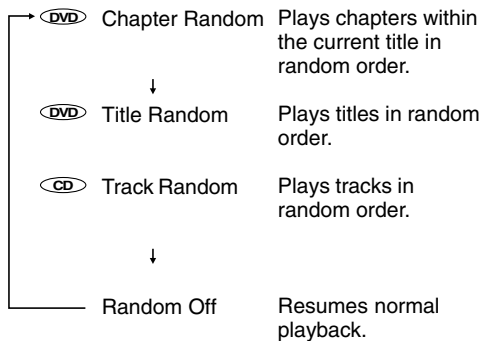 DVD Chapter Random Plays chapters within
the current title in
random order.
DVD Title Random Plays titles in random
order.
CD Track Random Plays tracks in
random order.
Random Off Resumes normal
playback.